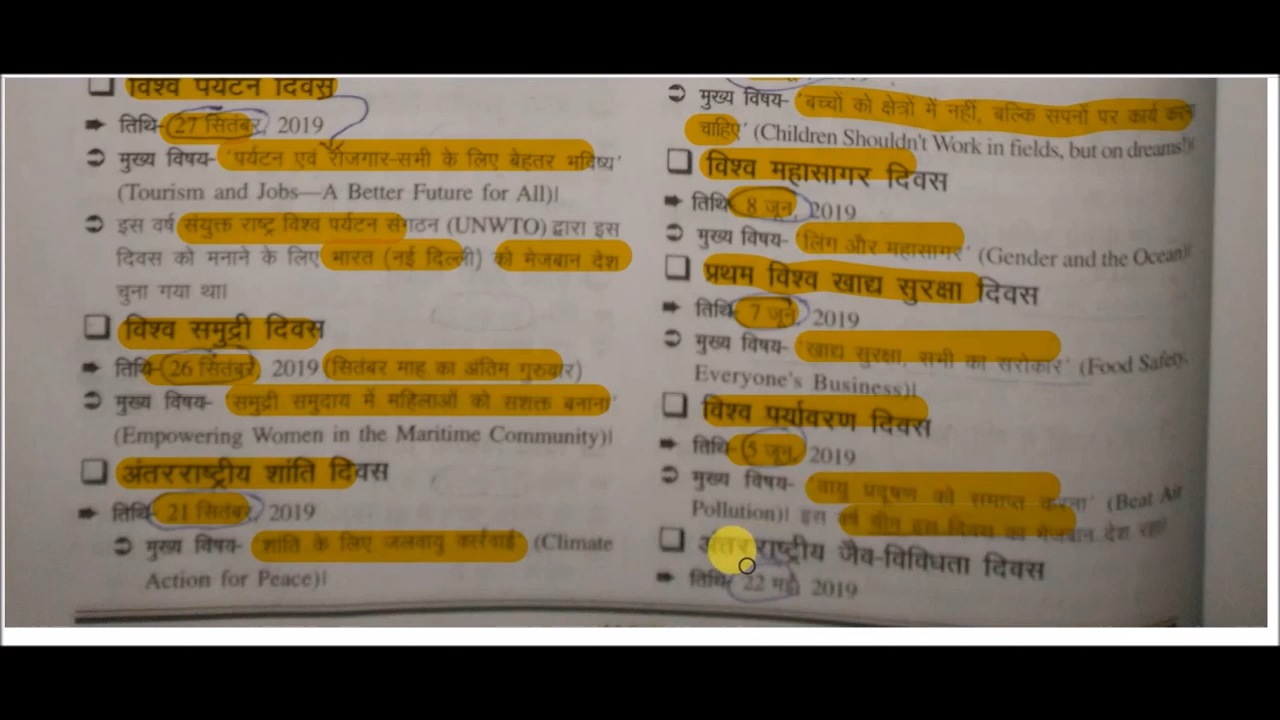 विश्व पर्यटन दिवस
तिथि- 27 सितंबर, 2019
मुख्य विषय- 'पर्यटन एवं रोजगार-सभी के लिए बेहतर भविष्य'
(Tourism and Jobs—A Better Future for All)।
इस वर्ष संयुक्त राष्ट्र विश्व पर्यटन संगठन (UNWTO) द्वारा इस
दिवस को मनाने के लिए भारत (नई दिल्ली) को मेजबान देश
चुना गया था।
विश्व समुद्री दिवस
तिथि- 26 सितंबर, 2019 (सितंबर माह का अंतिम गुरुवार)
मुख्य विषय- 'समुद्री समुदाय में महिलाओं को सशक्त बनाना'
(Empowering Women in the Maritime Community)।
अंतरराष्ट्रीय शांति दिवस
तिथि- 21 सितंबर, 2019
मुख्य विषय- 'शांति के लिए जलवायु कार्रवाई' (Climate
Action for Peace)।
मुख्य विषय- 'बच्चों को क्षेत्रों में नहीं, बल्कि सपनों पर कार्य करना
चाहिए' (Children Shouldn't Work in fields, but on dreams!)।
विश्व महासागर दिवस
तिथि- 8 जून, 2019
मुख्य विषय- 'लिंग और महासागर' (Gender and the Ocean)।
प्रथम विश्व खाद्य सुरक्षा दिवस
तिथि- 7 जून, 2019
मुख्य विषय- 'खाद्य सुरक्षा, सभी का सरोकार' (Food Safety,
Everyone's Business)।
विश्व पर्यावरण दिवस
तिथि- 5 जून, 2019
मुख्य विषय- 'वायु प्रदूषण को समाप्त करना' (Beat Air
Pollution)। इस वर्ष चीन इस दिवस का मेजबान देश रहा।
अंतरराष्ट्रीय जैव-विविधता दिवस
तिथि- 22 मई, 2019